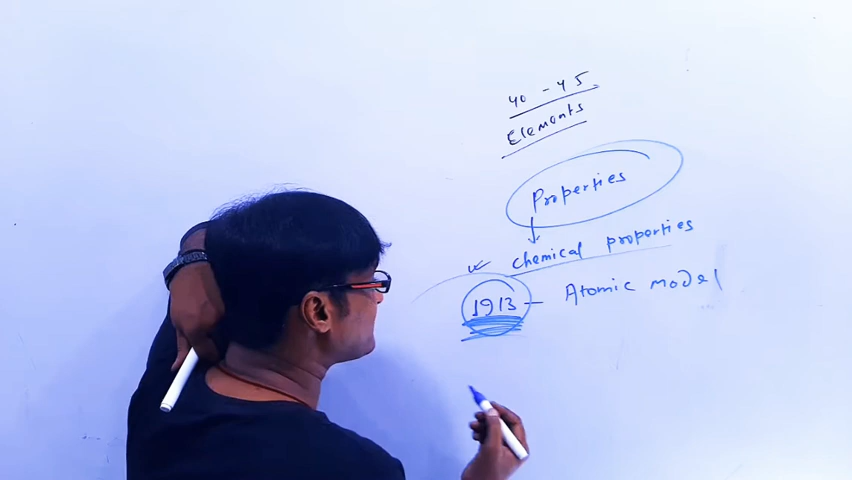 40 - 45
Elements
Properties
chemical properties
1913 - Atomic model